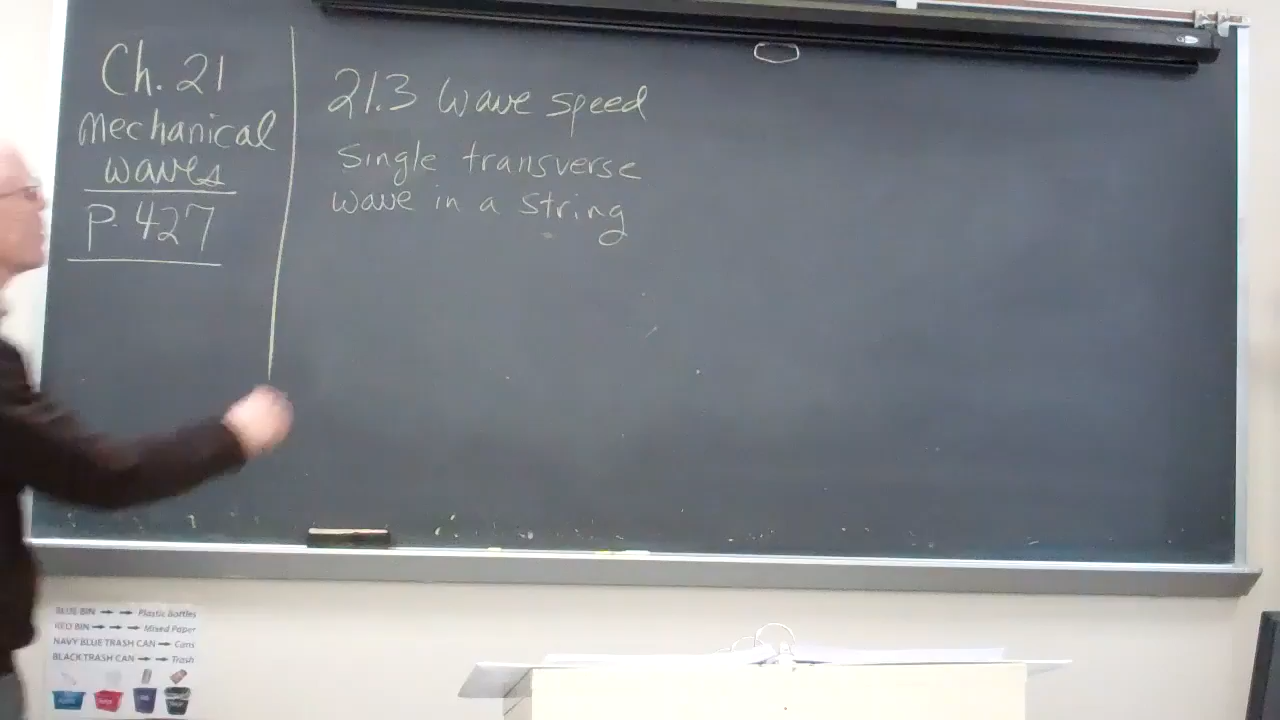 Ch. 21
Mechanical
waves
P. 427
21.3 Wave speed
Single transverse
wave in a string
BLUE BIN → → Plastic Bottles
RED BIN → → → Mixed Paper
NAVY BLUE TRASH CAN → Cans
BLACK TRASH CAN → → Trash